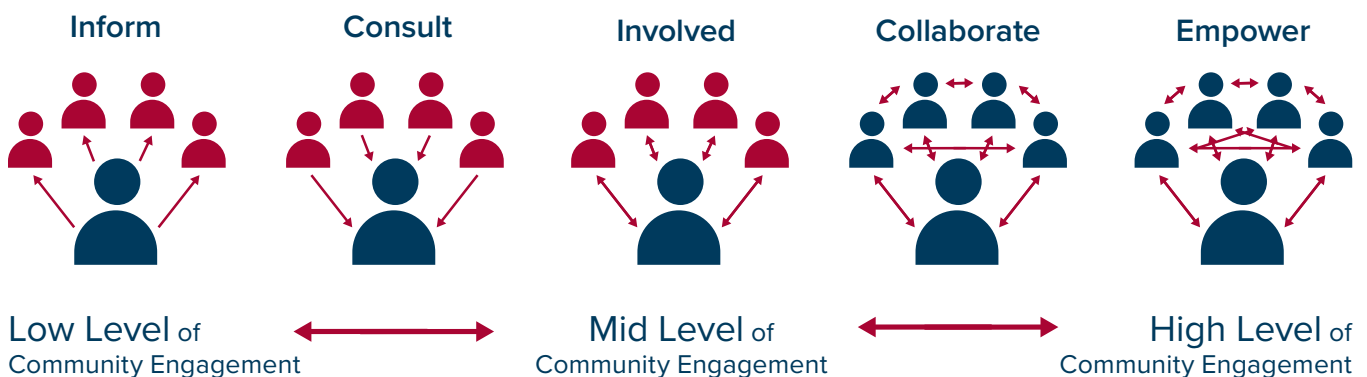 Inform
Consult
Involved
Collaborate
Empower
Low Level of
Community Engagement
Mid Level of
Community Engagement
High Level of
Community Engagement